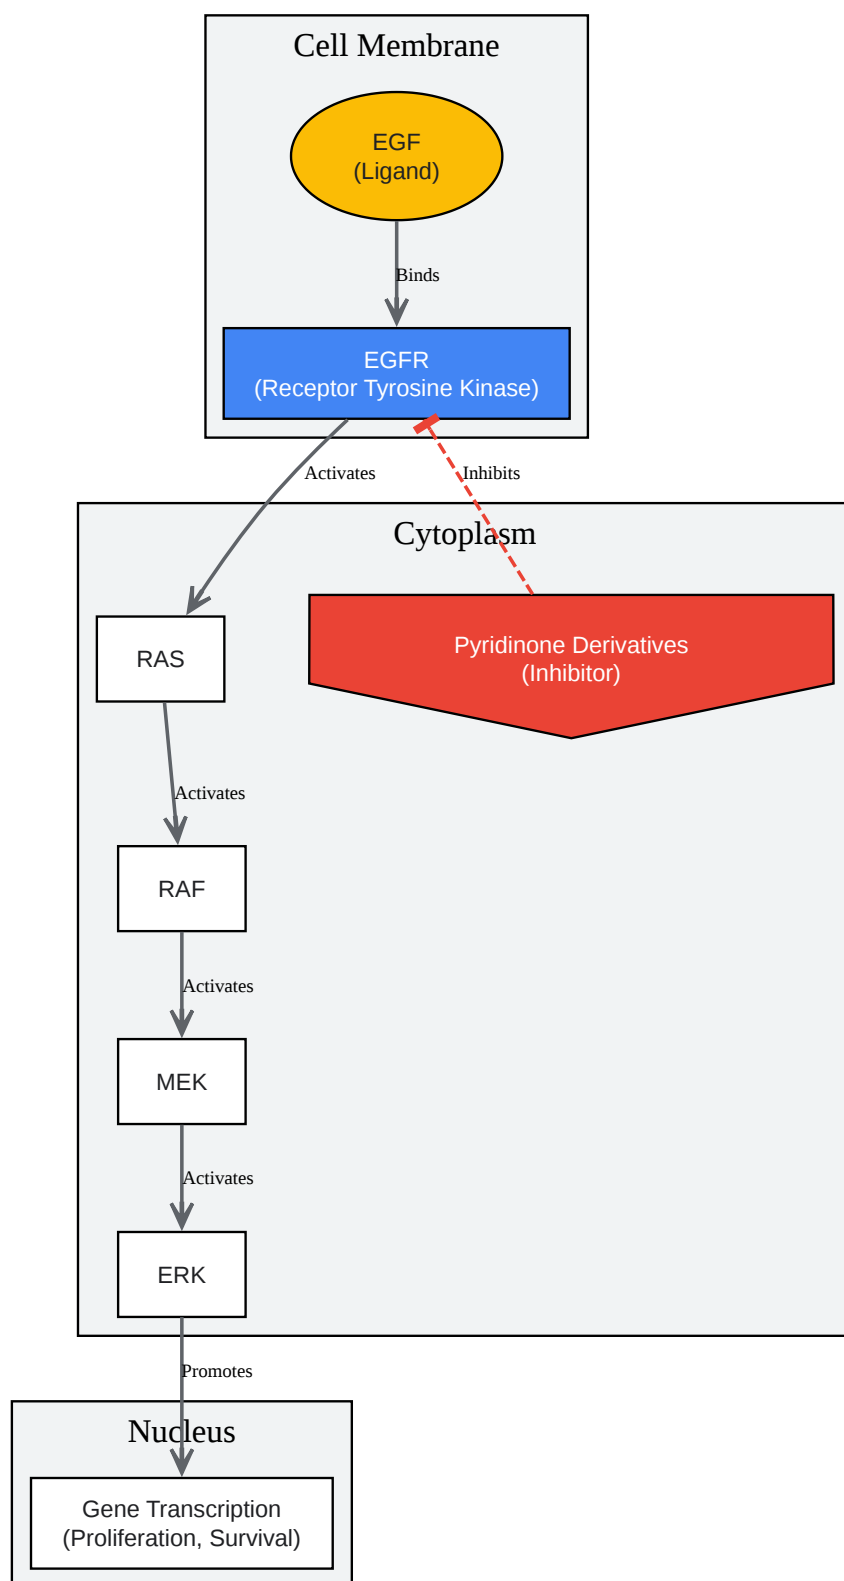 Cell Membrane
EGF
(Ligand)
Binds
EGFR
(Receptor Tyrosine Kinase)
Activates
Inhibits
Cytoplasm
RAS
Pyridinone Derivatives
(Inhibitor)
Activates
RAF
Activates
MEK
Activates
ERK
Promotes
Nucleus
Gene Transcription
(Proliferation, Survival)